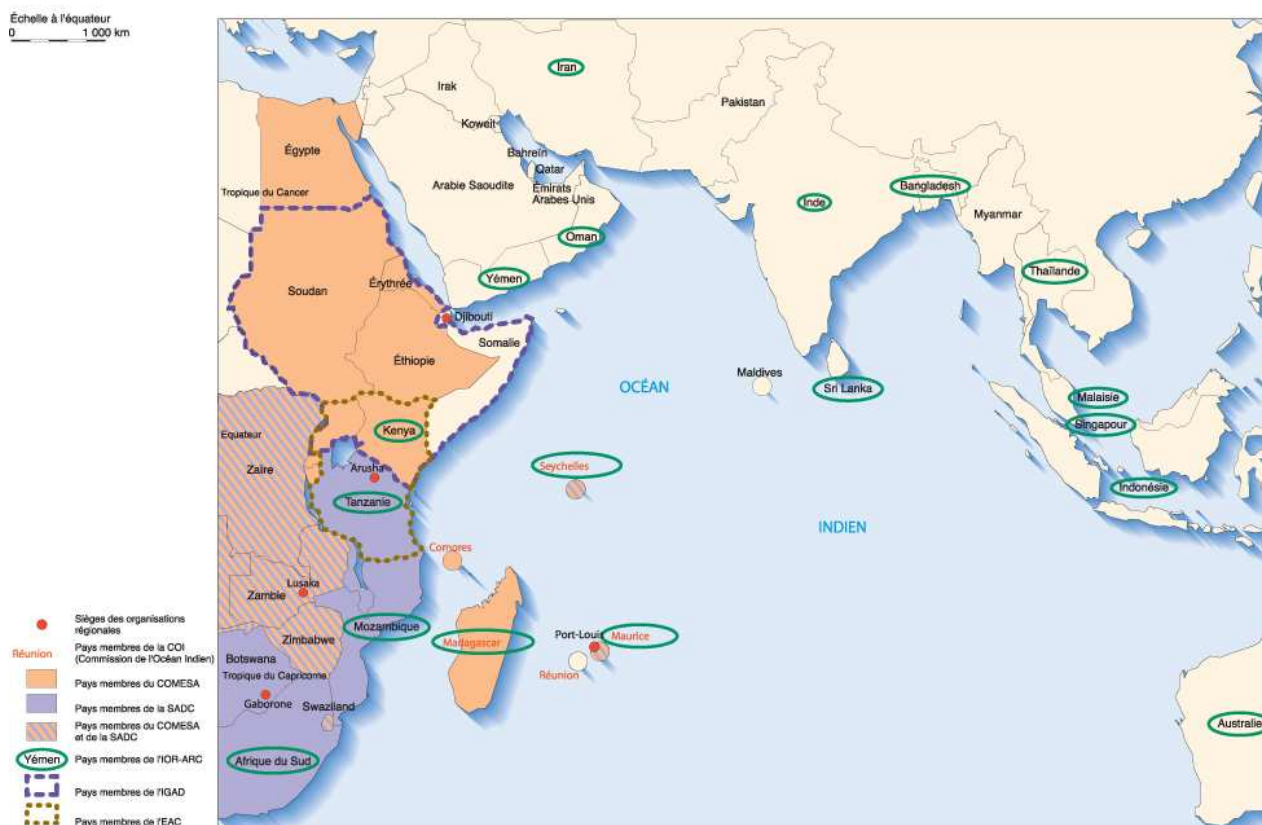 Échelle à l'équateur
0 1 000 km
Iran
Irak
Pakistan
Koweit
Égypte
Bahreïn
Qatar
Tropique du Cancer
Arabie Saoudite
Émirats
Arabes Unis
Bangladesh
Inde
Myanmar
Oman
Thaïlande
Yémen
Soudan
Érythrée
Djibouti
Somalie
Éthiopie
Maldives
OCÉAN
Sri Lanka
Malaisie
Singapour
Kenya
Equateur
Zaïre
Arusha
Seychelles
Indonésie
Tanzanie
INDIEN
Comores
Lusaka
Zambie
Mozambique
Zimbabwe
Madagascar
Port-Louis
Maurice
Botswana
Réunion
Tropique du Capricorne
Gaborone
Swaziland
Australie
Afrique du Sud
Sièges des organisations
régionales
Réunion
Pays membres de la COI
(Commission de l'Océan Indien)
Pays membres du COMESA
Pays membres de la SADC
Pays membres du COMESA
et de la SADC
Yémen
Pays membres de l'IOR-ARC
Pays membres de l'IGAD
Pays membres de l'EAC